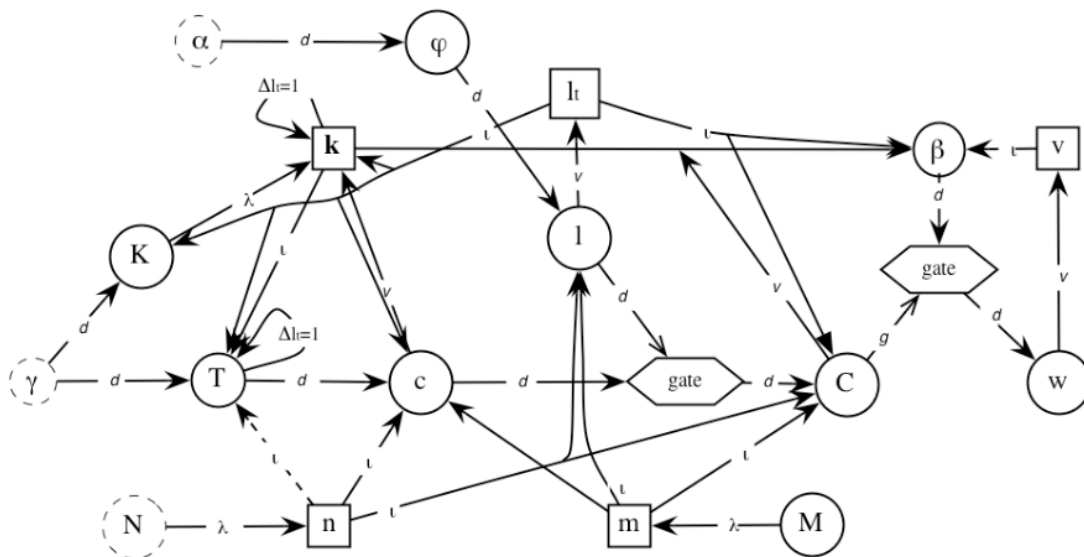 α d φ
Δlt=1 d lt
k ι ι β ι v
λ v d
K ι v l v gate v
d Δlt=1 d g d
γ d T d c d gate d C w
ι ι ι
N λ n ι ι m λ M